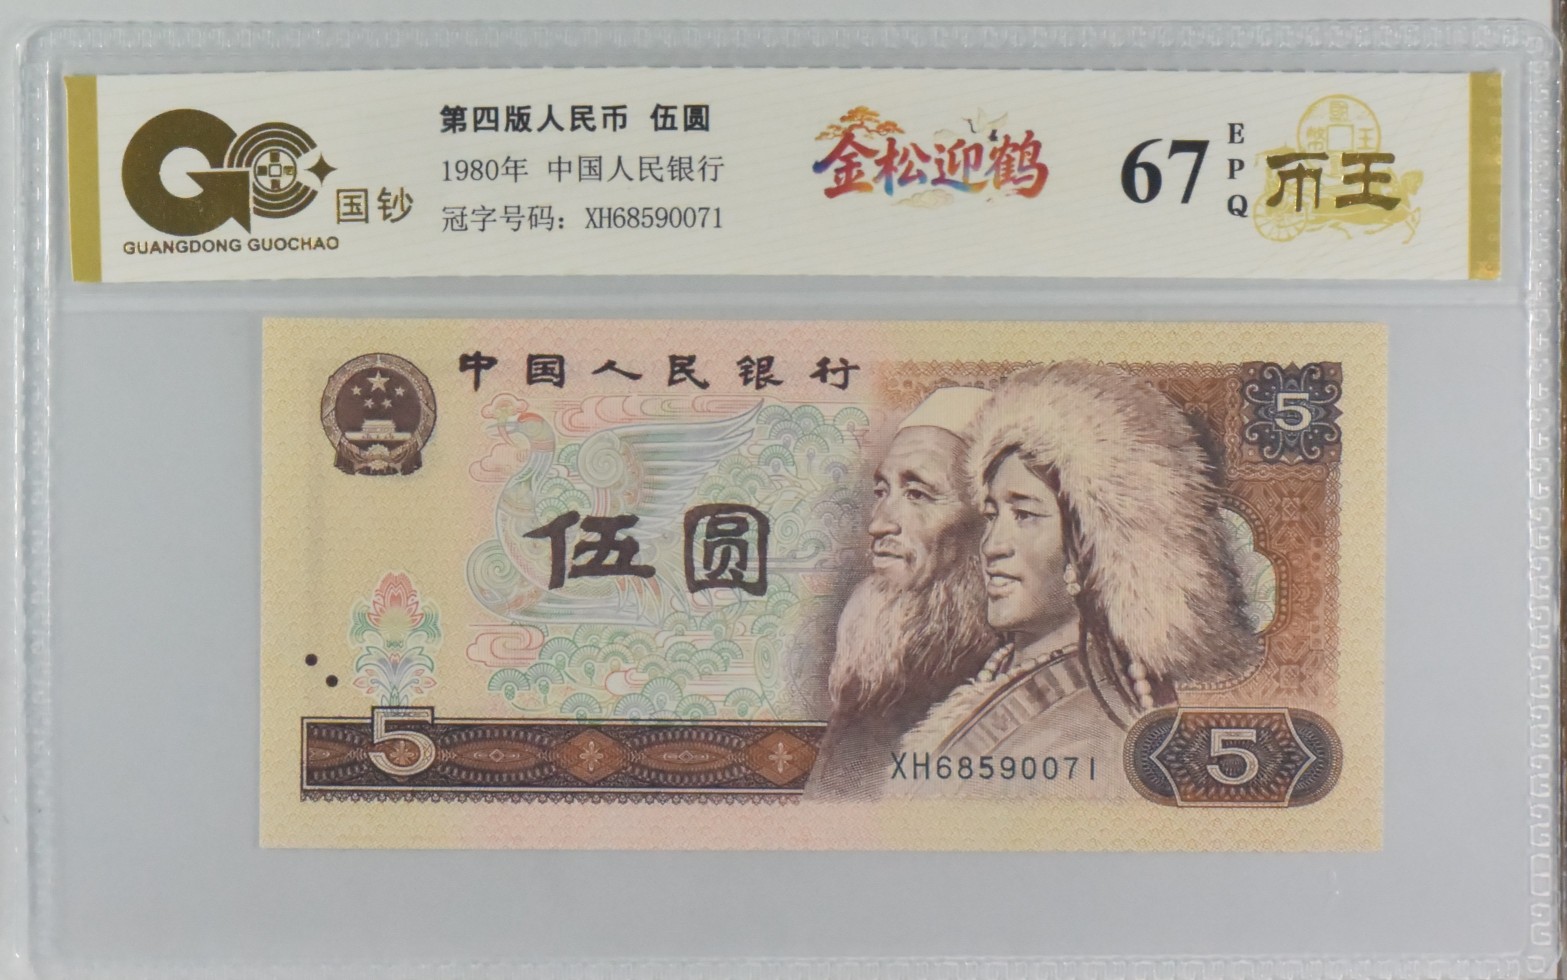 第四版人民币 伍圆
1980年 中国人民银行
冠字号码：XH68590071
国钞
GUANGDONG GUOCHAO
金松迎鹤
67
EPQ
币王
中国人民银行
5
伍圆
5
XH68590071
5